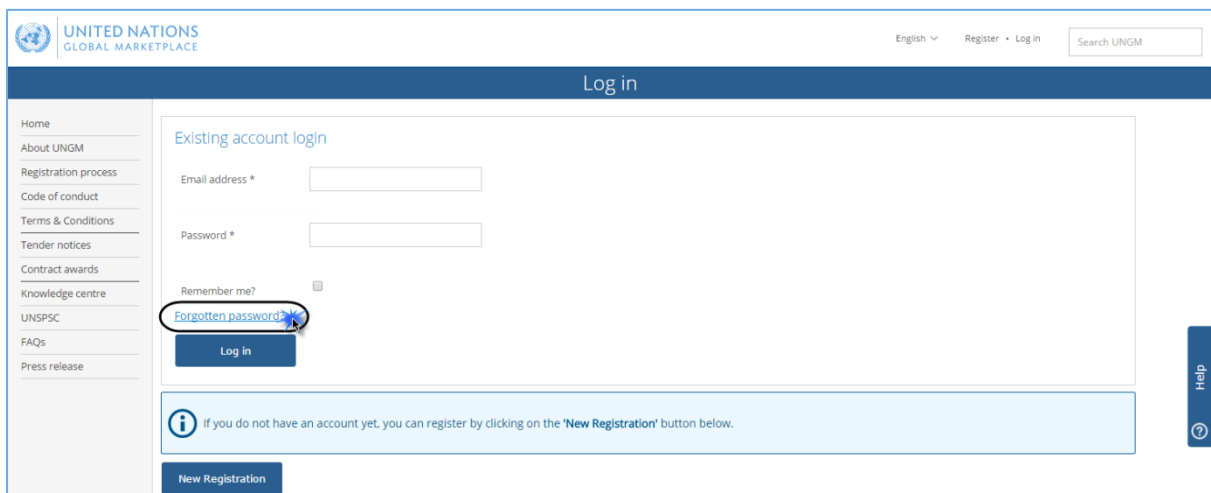 UNITED NATIONS
GLOBAL MARKETPLACE
English
Register • Log in
Search UNGM
Log in
Home
About UNGM
Registration process
Code of conduct
Terms & Conditions
Tender notices
Contract awards
Knowledge centre
UNSPSC
FAQs
Press release
Existing account login
Email address *
Password *
Remember me?
Forgotten password?
Log in
If you do not have an account yet, you can register by clicking on the 'New Registration' button below.
New Registration
Help